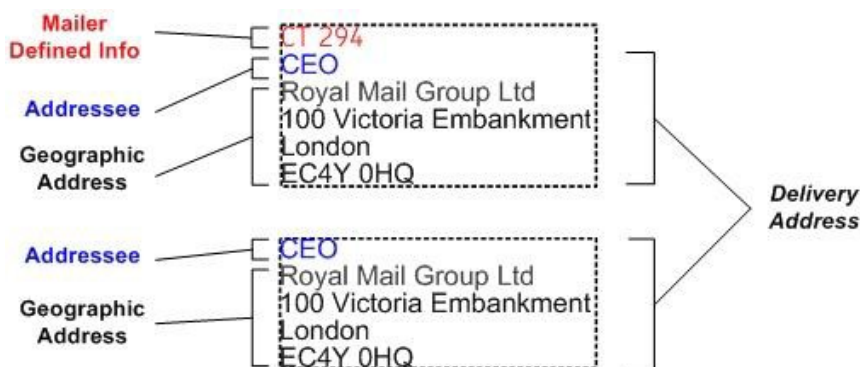 Mailer
Defined Info
CT 294
CEO
Addressee
Royal Mail Group Ltd
100 Victoria Embankment
London
EC4Y 0HQ
Geographic
Address
Delivery
Address
Addressee
CEO
Royal Mail Group Ltd
100 Victoria Embankment
London
EC4Y 0HQ
Geographic
Address